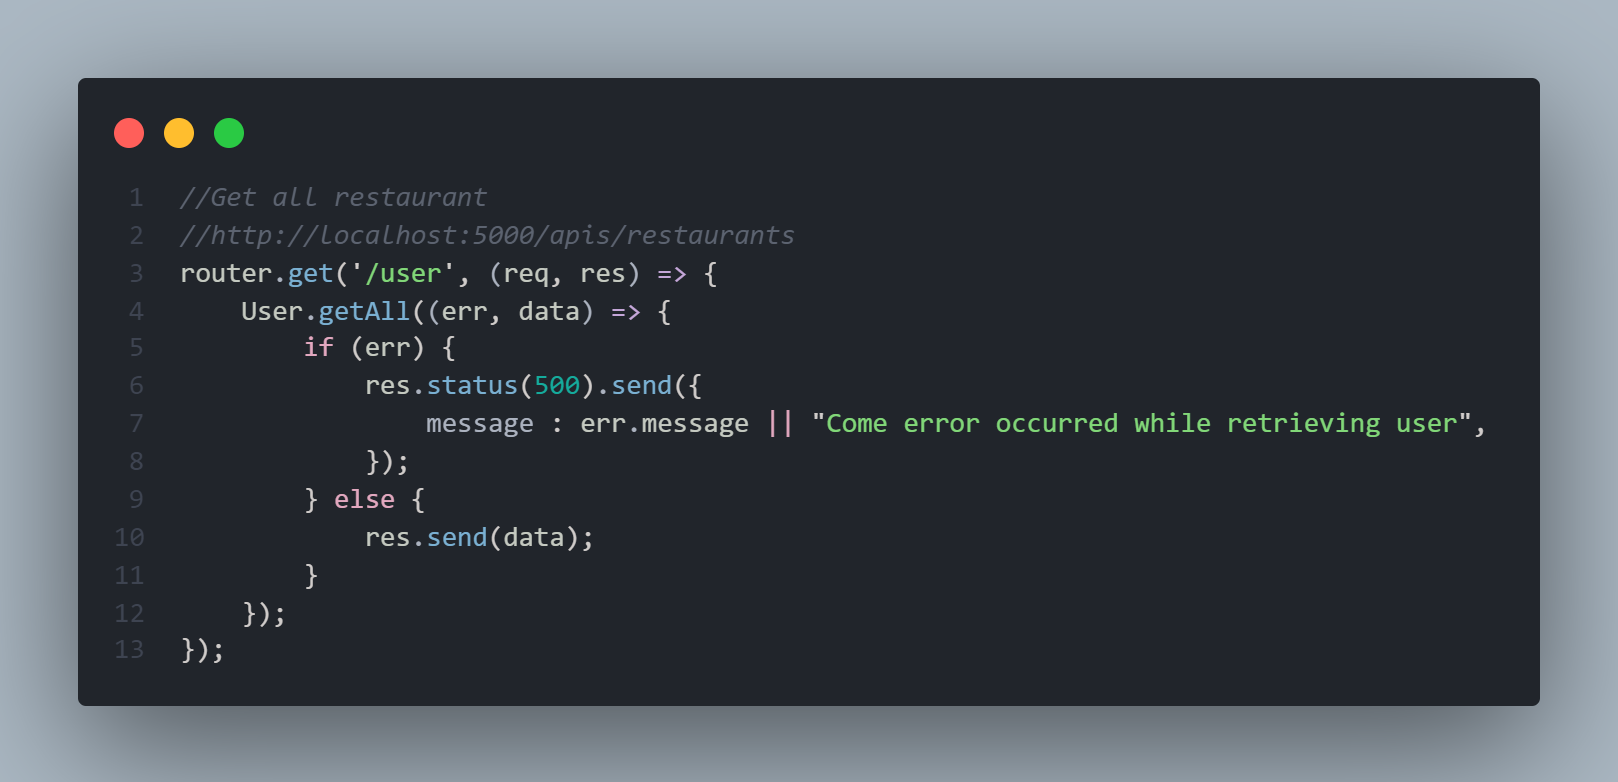 1 //Get all restaurant
2 //http://localhost:5000/apis/restaurants
3 router.get('/user', (req, res) => {
4     User.getAll((err, data) => {
5         if (err) {
6             res.status(500).send({
7                 message : err.message || "Come error occurred while retrieving user",
8             });
9         } else {
10             res.send(data);
11         }
12     });
13 });